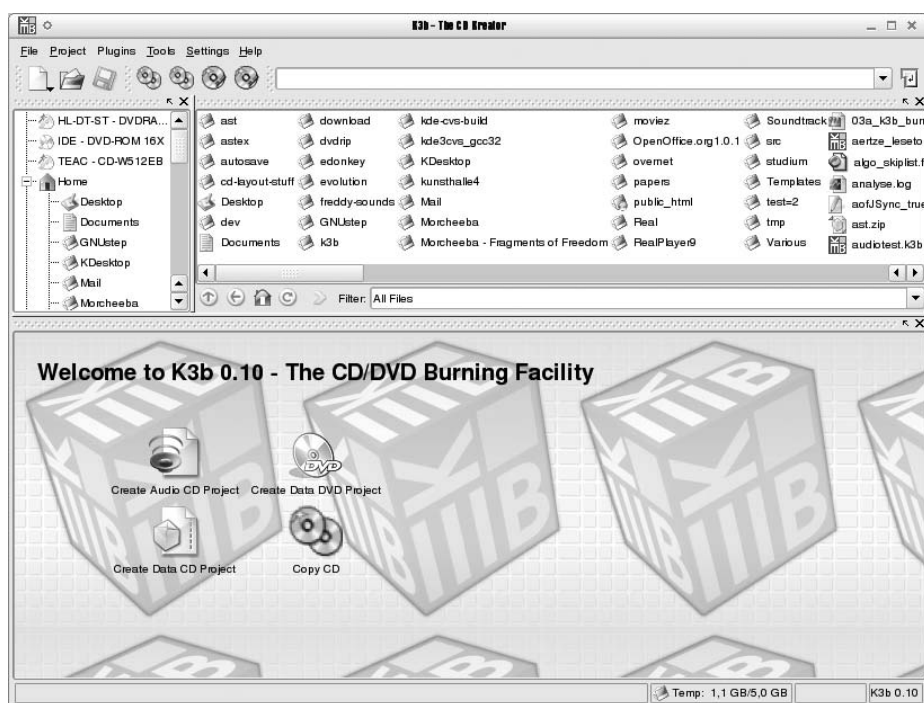 K3b - The CD Kreator
File Project Plugins Tools Settings Help
HL-DT-ST - DVDRA...
IDE - DVD-ROM 16X
TEAC - CD-W512EB
Home
Desktop
Documents
GNUstep
KDesktop
Mail
Morcheeba
ast download kde-cvs-build moviez Soundtrack 03a_k3b_bun
astex dvdrip kde3cvs_gcc32 OpenOffice.org1.0.1 src aertze_leseto
autosave edonkey KDesktop overnet studium algo_skiplist.f
cd-layout-stuff evolution kunsthalle4 papers Templates analyse.log
Desktop freddy-sounds Mail public_html test=2 aofJSync_true
dev GNUstep Morcheeba Real tmp ast.zip
Documents k3b Morcheeba - Fragments of Freedom RealPlayer9 Various audiotest.k3b
Filter: All Files
Welcome to K3b 0.10 - The CD/DVD Burning Facility
Create Audio CD Project Create Data DVD Project
Create Data CD Project Copy CD
Temp: 1,1 GB/5,0 GB K3b 0.10